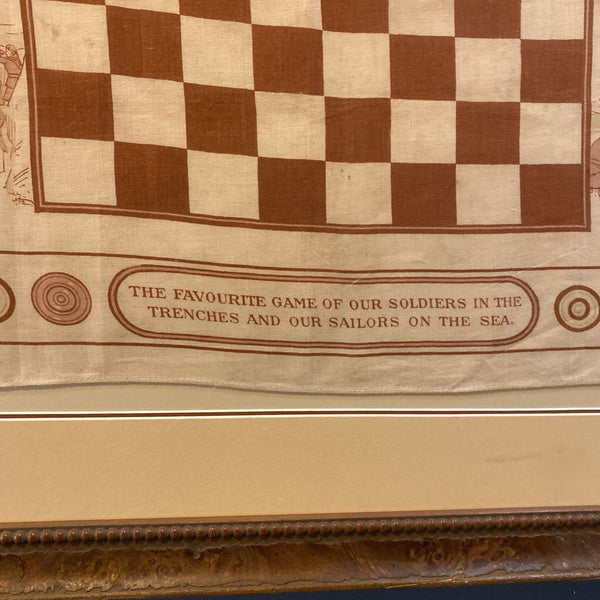 THE FAVOURITE GAME OF OUR SOLDIERS IN THE
TRENCHES AND OUR SAILORS ON THE SEA.